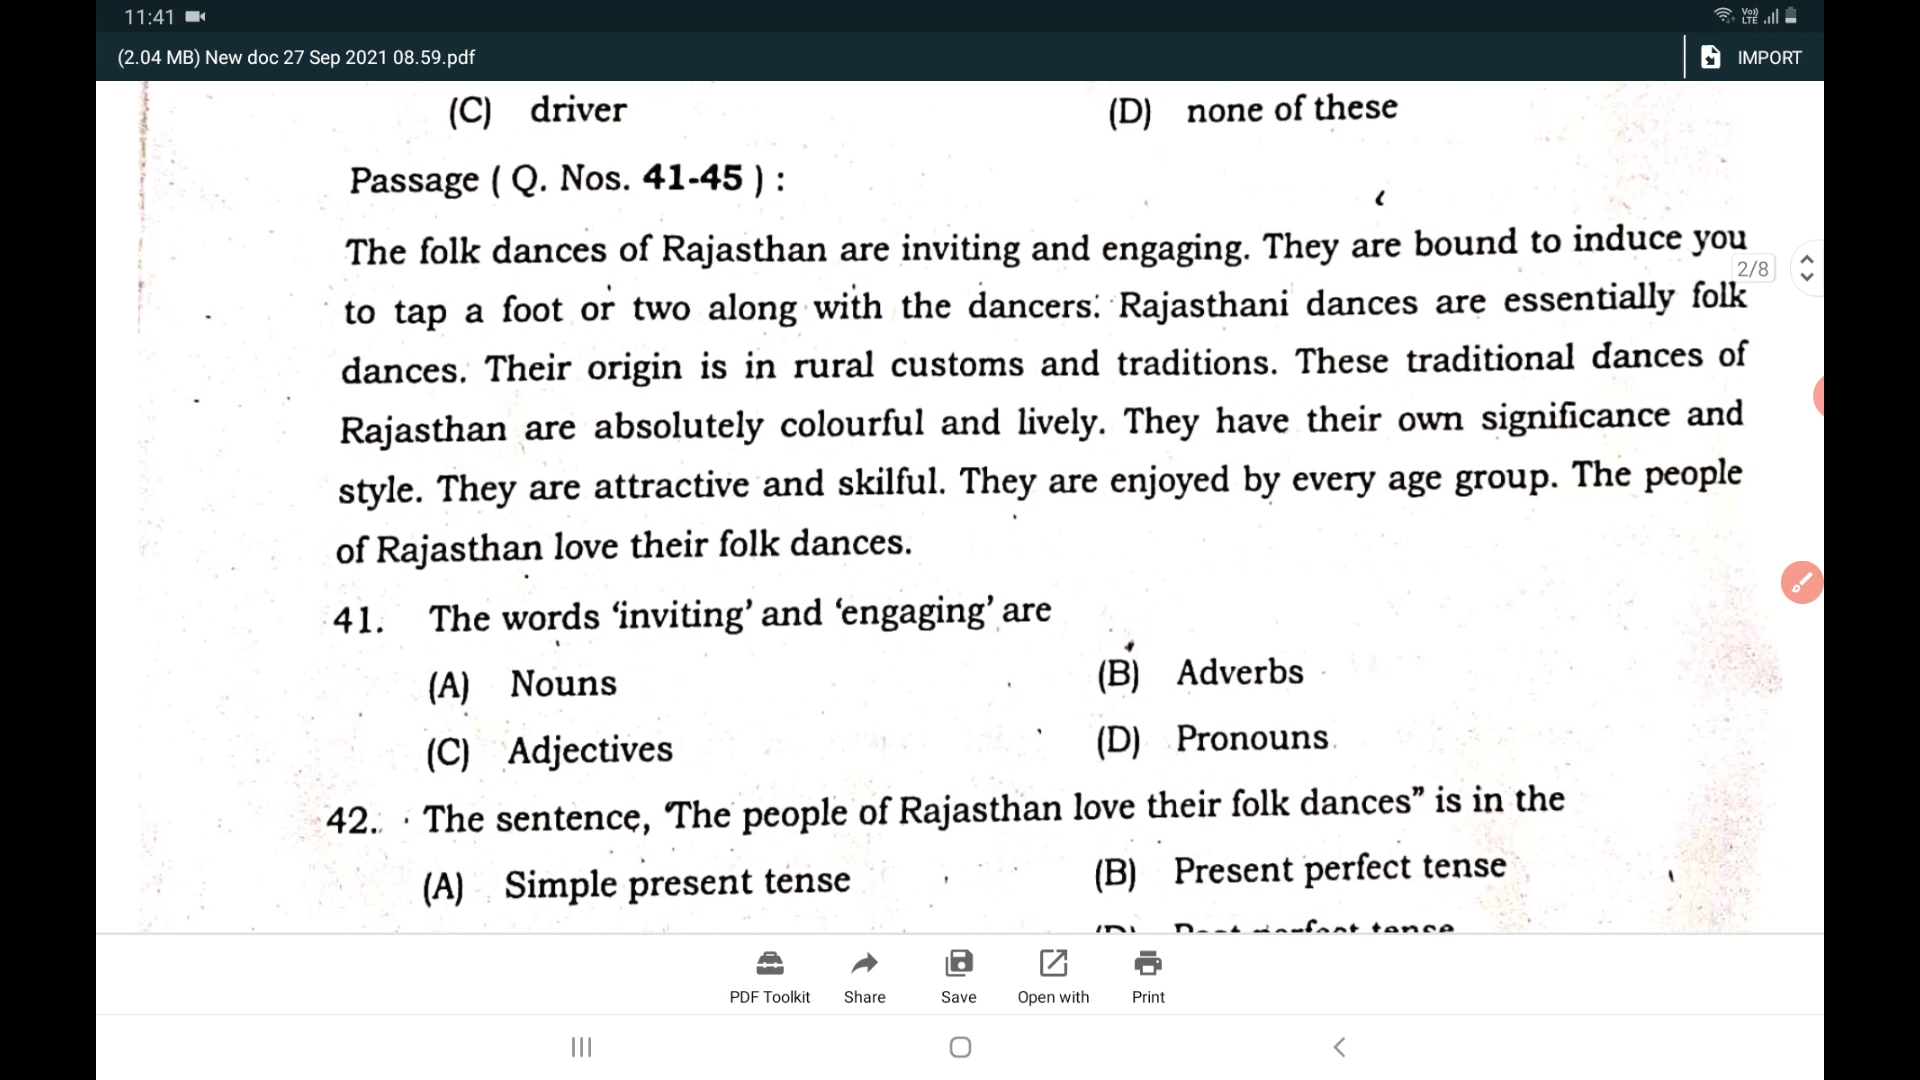 11:41
Vo)) LTE
(2.04 MB) New doc 27 Sep 2021 08.59.pdf
IMPORT
(C) driver (D) none of these
Passage ( Q. Nos. 41-45 ) :
The folk dances of Rajasthan are inviting and engaging. They are bound to induce you
2/8
to tap a foot or two along with the dancers. Rajasthani dances are essentially folk
dances. Their origin is in rural customs and traditions. These traditional dances of
Rajasthan are absolutely colourful and lively. They have their own significance and
style. They are attractive and skilful. They are enjoyed by every age group. The people
of Rajasthan love their folk dances.
41. The words ‘inviting’ and ‘engaging’ are
(A) Nouns (B) Adverbs
(C) Adjectives (D) Pronouns
42. The sentence, ‘The people of Rajasthan love their folk dances” is in the
(A) Simple present tense (B) Present perfect tense
(D) Past perfect tense
PDF Toolkit Share Save Open with Print